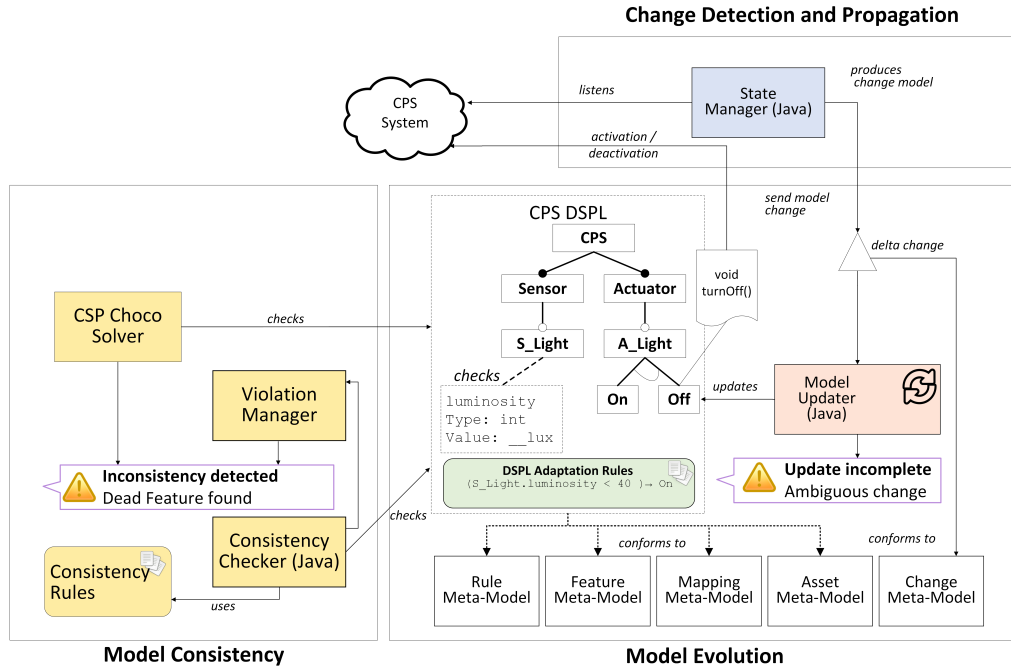 Change Detection and Propagation
produces
change model
State
Manager (Java)
listens
CPS
System
activation /
deactivation
send model
change
delta change
CPS DSPL
CPS
Sensor
Actuator
void
turnOff()
S_Light
A_Light
On
Off
checks
luminosity
Type: int
Value: __lux
updates
Model
Updater
(Java)
DSPL Adaptation Rules
(S_Light.luminosity < 40 )→ On
Update incomplete
Ambiguous change
conforms to
conforms to
Rule
Meta-Model
Feature
Meta-Model
Mapping
Meta-Model
Asset
Meta-Model
Change
Meta-Model
Model Evolution
CSP Choco
Solver
checks
Violation
Manager
Inconsistency detected
Dead Feature found
checks
Consistency
Checker (Java)
Consistency
Rules
uses
Model Consistency